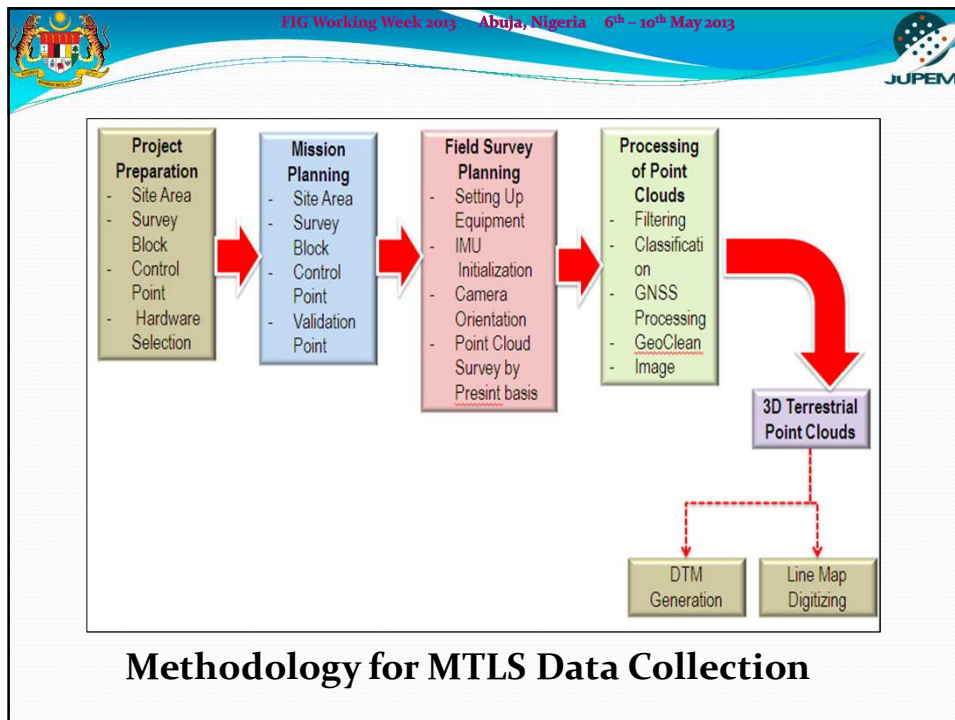 FIG Working Week 2013 Abuja, Nigeria 6th – 10th May 2013
JUPEM
Project
Preparation
- Site Area
- Survey
Block
- Control
Point
- Hardware
Selection
Mission
Planning
- Site Area
- Survey
Block
- Control
Point
- Validation
Point
Field Survey
Planning
- Setting Up
Equipment
- IMU
Initialization
- Camera
Orientation
- Point Cloud
Survey by
Presint basis
Processing
of Point
Clouds
- Filtering
- Classificati
on
- GNSS
Processing
- GeoClean
- Image
3D Terrestrial
Point Clouds
DTM
Generation
Line Map
Digitizing
Methodology for MTLS Data Collection